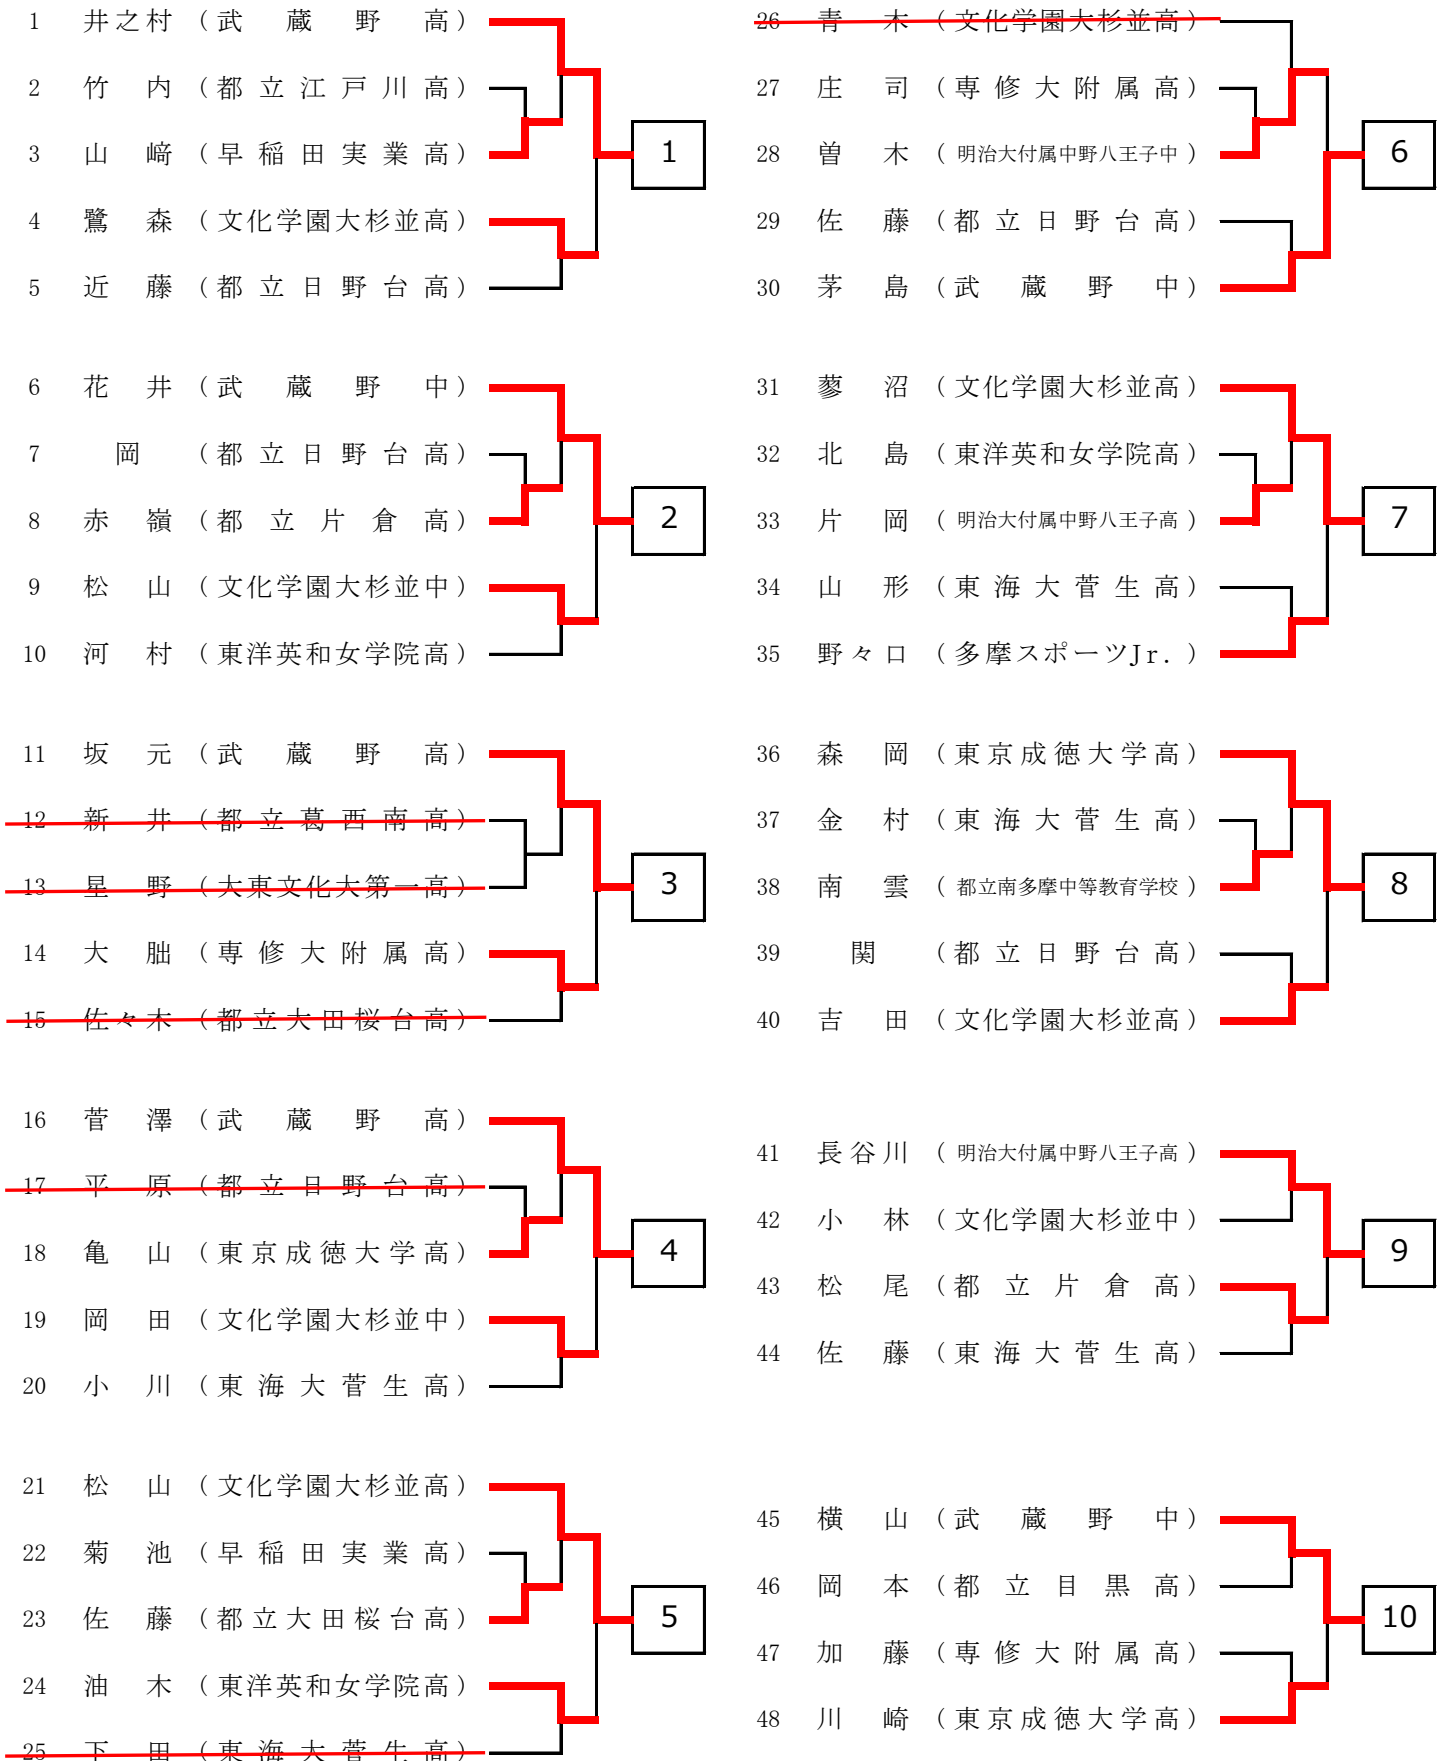 1 井之村 (武蔵野高)
2 竹内 (都立江戸川高)
3 山﨑 (早稲田実業高)
1
4 鷺森 (文化学園大杉並高)
5 近藤 (都立日野台高)
6 花井 (武蔵野中)
7 岡 (都立日野台高)
8 赤嶺 (都立片倉高)
2
9 松山 (文化学園大杉並中)
10 河村 (東洋英和女学院高)
11 坂元 (武蔵野高)
12 新井 (都立葛西南高)
13 星野 (大東文化大第一高)
3
14 大朏 (専修大附属高)
15 佐々木 (都立大田桜台高)
16 菅澤 (武蔵野高)
17 平原 (都立日野台高)
18 亀山 (東京成徳大学高)
4
19 岡田 (文化学園大杉並中)
20 小川 (東海大菅生高)
21 松山 (文化学園大杉並高)
22 菊池 (早稲田実業高)
23 佐藤 (都立大田桜台高)
5
24 油木 (東洋英和女学院高)
25 下田 (東海大菅生高)
26 青木 (文化学園大杉並高)
27 庄司 (専修大附属高)
28 曽木 (明治大付属中野八王子中)
6
29 佐藤 (都立日野台高)
30 茅島 (武蔵野中)
31 蓼沼 (文化学園大杉並高)
32 北島 (東洋英和女学院高)
33 片岡 (明治大付属中野八王子高)
7
34 山形 (東海大菅生高)
35 野々口 (多摩スポーツJr.)
36 森岡 (東京成徳大学高)
37 金村 (東海大菅生高)
38 南雲 (都立南多摩中等教育学校)
8
39 関 (都立日野台高)
40 吉田 (文化学園大杉並高)
41 長谷川 (明治大付属中野八王子高)
42 小林 (文化学園大杉並中)
9
43 松尾 (都立片倉高)
44 佐藤 (東海大菅生高)
45 横山 (武蔵野中)
46 岡本 (都立目黒高)
10
47 加藤 (専修大附属高)
48 川崎 (東京成徳大学高)